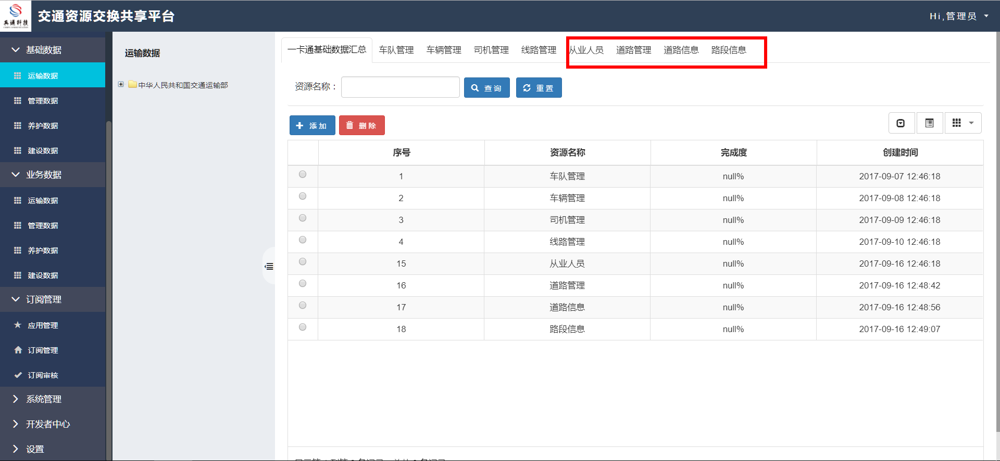 交通资源交换共享平台
Hi,管理员
基础数据
运输数据
管理数据
养护数据
建设数据
业务数据
运输数据
管理数据
养护数据
建设数据
订阅管理
应用管理
订阅管理
订阅审核
系统管理
开发者中心
设置
运输数据
中华人民共和国交通运输部
一卡通基础数据汇总 车队管理 车辆管理 司机管理 线路管理 从业人员 道路管理 道路信息 路段信息
资源名称： 查询 重置
添加 删除
序号 资源名称 完成度 创建时间
1 车队管理 null% 2017-09-07 12:46:18
2 车辆管理 null% 2017-09-08 12:46:18
3 司机管理 null% 2017-09-09 12:46:18
4 线路管理 null% 2017-09-10 12:46:18
15 从业人员 null% 2017-09-16 12:46:18
16 道路管理 null% 2017-09-16 12:48:42
17 道路信息 null% 2017-09-16 12:48:56
18 路段信息 null% 2017-09-16 12:49:07